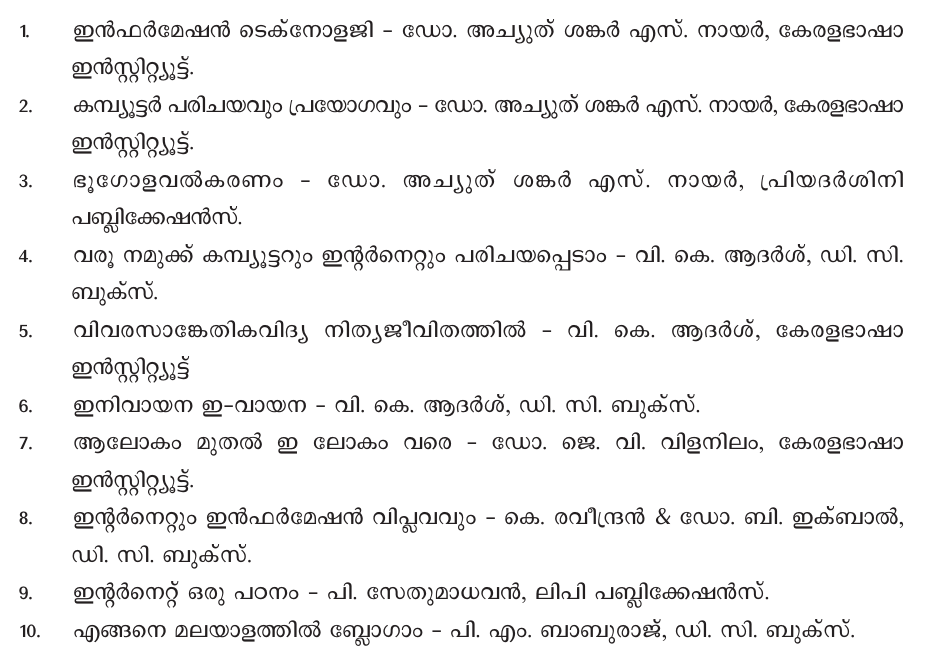 1. ഇൻഫർമേഷൻ ടെക്നോളജി – ഡോ. അച്യുത് ശങ്കർ എസ്. നായർ, കേരളഭാഷാ
ഇൻസ്റ്റിറ്റ്യൂട്ട്.
2. കമ്പ്യൂട്ടർ പരിചയവും പ്രയോഗവും – ഡോ. അച്യുത് ശങ്കർ എസ്. നായർ, കേരളഭാഷാ
ഇൻസ്റ്റിറ്റ്യൂട്ട്.
3. ഭൂഗോളവൽകരണം – ഡോ. അച്യുത് ശങ്കർ എസ്. നായർ, പ്രിയദർശിനി
പബ്ലിക്കേഷൻസ്.
4. വരൂ നമുക്ക് കമ്പ്യൂട്ടറും ഇന്റർനെറ്റും പരിചയപ്പെടാം – വി. കെ. ആദർശ്, ഡി. സി.
ബുക്സ്.
5. വിവരസാങ്കേതികവിദ്യ നിത്യജീവിതത്തിൽ – വി. കെ. ആദർശ്, കേരളഭാഷാ
ഇൻസ്റ്റിറ്റ്യൂട്ട്
6. ഇനിവായന ഇ–വായന – വി. കെ. ആദർശ്, ഡി. സി. ബുക്സ്.
7. ആലോകം മുതൽ ഇ ലോകം വരെ – ഡോ. ജെ. വി. വിളനിലം, കേരളഭാഷാ
ഇൻസ്റ്റിറ്റ്യൂട്ട്.
8. ഇന്റർനെറ്റും ഇൻഫർമേഷൻ വിപ്ലവവും – കെ. രവീന്ദ്രൻ & ഡോ. ബി. ഇക്ബാൽ,
ഡി. സി. ബുക്സ്.
9. ഇന്റർനെറ്റ് ഒരു പഠനം – പി. സേതുമാധവൻ, ലിപി പബ്ലിക്കേഷൻസ്.
10. എങ്ങനെ മലയാളത്തിൽ ബ്ലോഗാം – പി. എം. ബാബുരാജ്, ഡി. സി. ബുക്സ്.